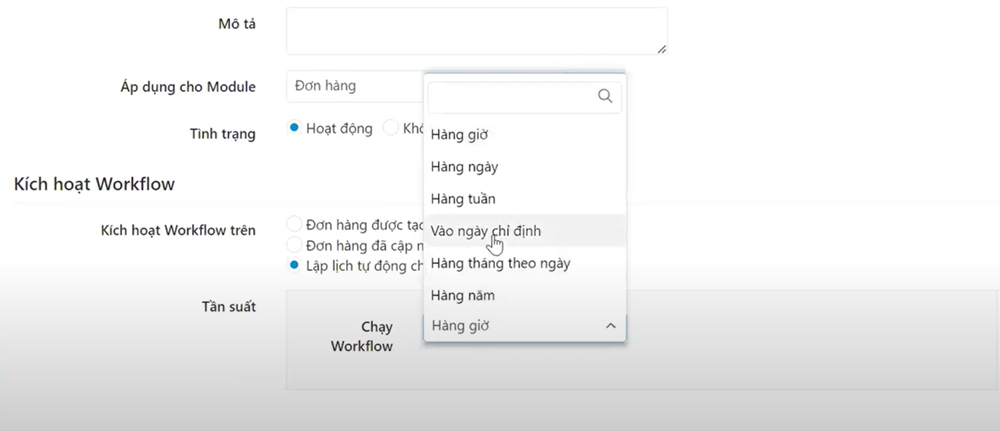 Mô tả
Áp dụng cho Module
Đơn hàng
Tình trạng
Hoạt động
Hàng giờ
Hàng ngày
Hàng tuần
Vào ngày chỉ định
Hàng tháng theo ngày
Hàng năm
Hàng giờ
Kích hoạt Workflow
Kích hoạt Workflow trên
Đơn hàng được tạo
Đơn hàng đã cập
Lập lịch tự động
Tần suất
Chạy
Workflow